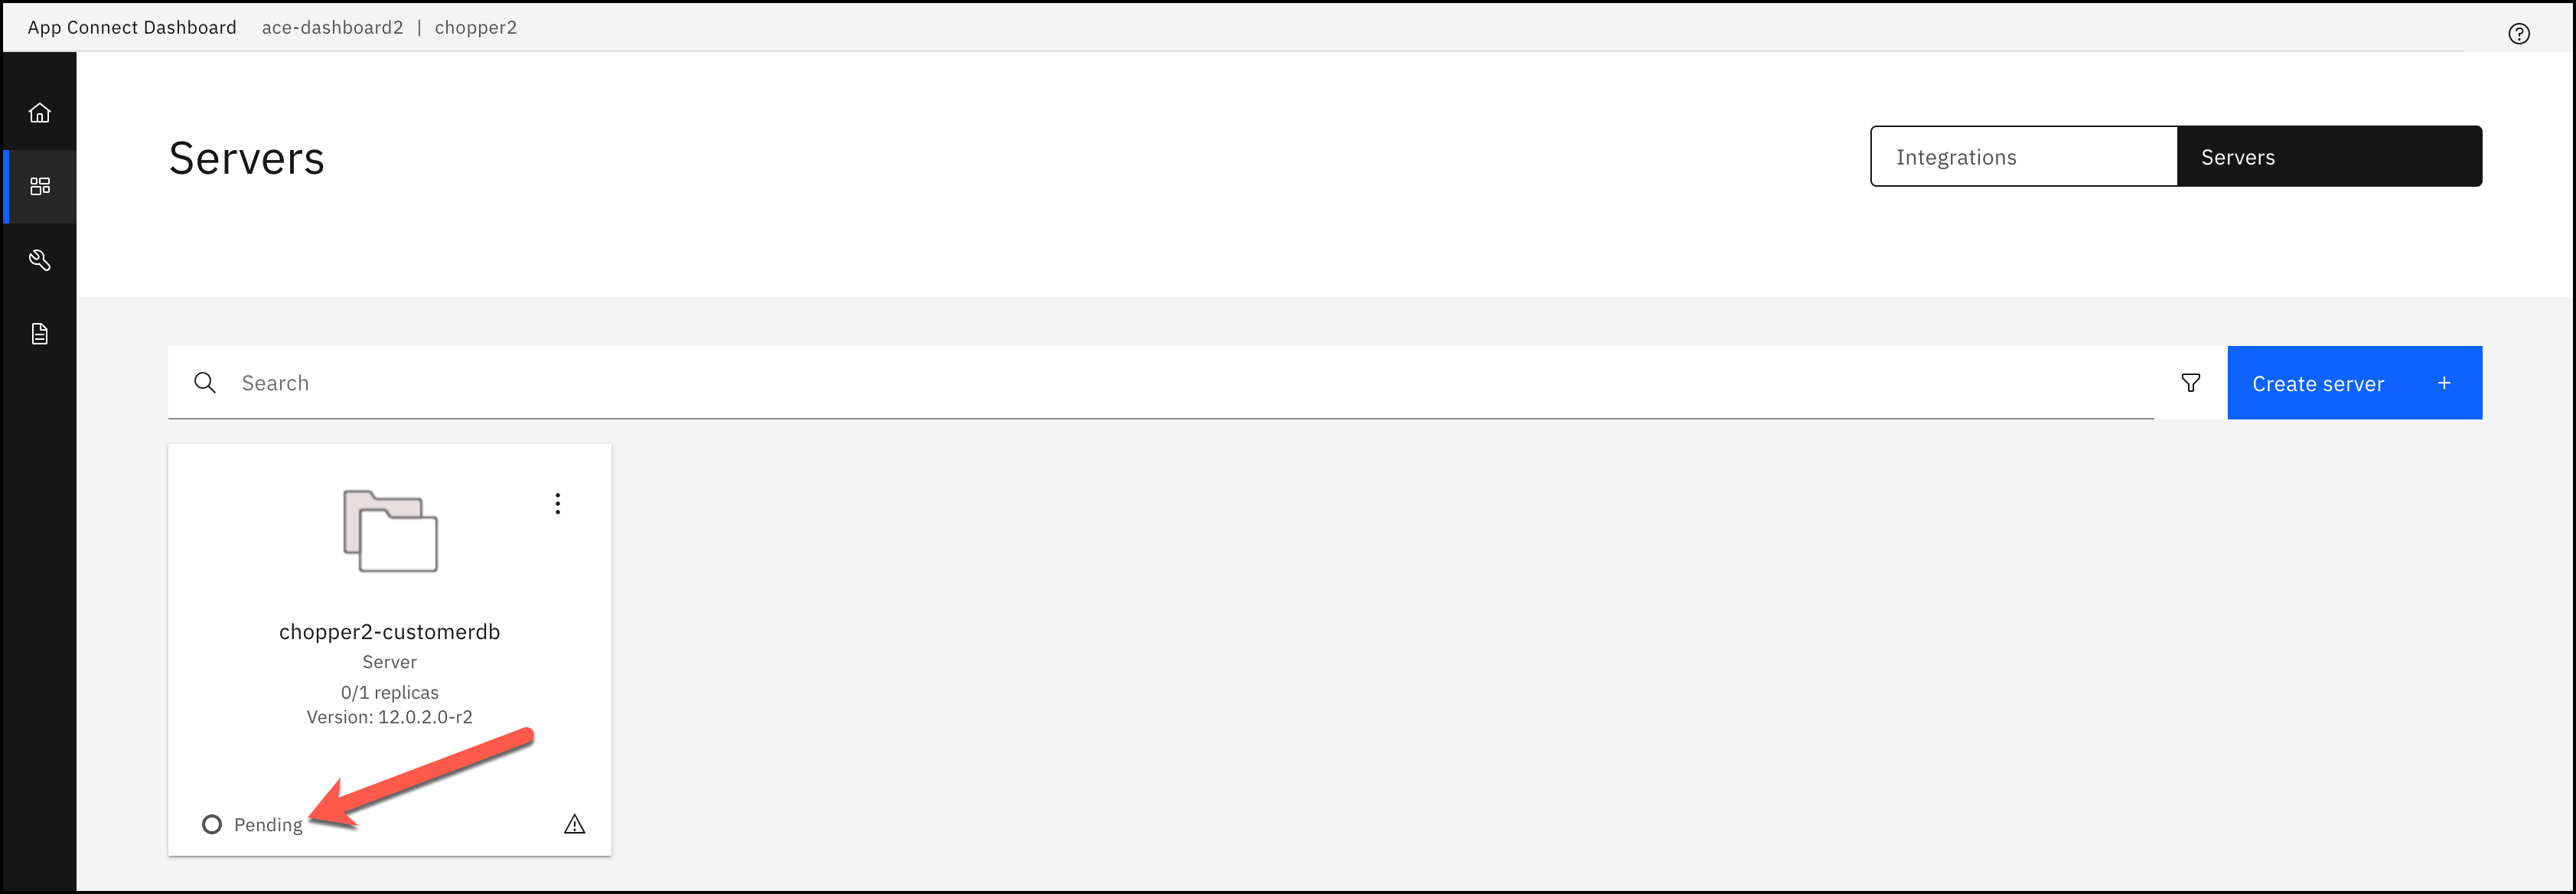 App Connect Dashboard ace-dashboard2 | chopper2
Servers
Integrations
Servers
Search
Create server +
chopper2-customerdb
Server
0/1 replicas
Version: 12.0.2.0-r2
Pending